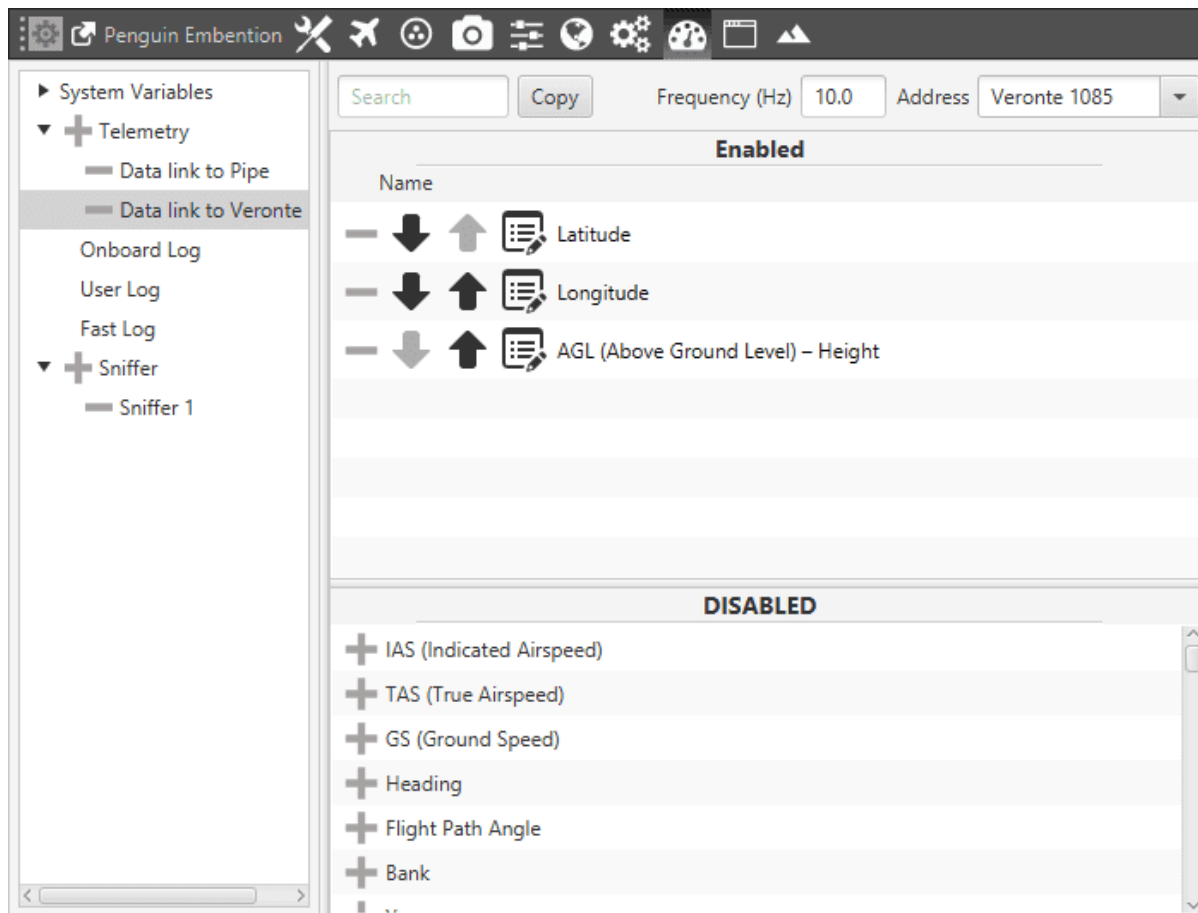 Penguin Embention
System Variables
Telemetry
Data link to Pipe
Data link to Veronte
Onboard Log
User Log
Fast Log
Sniffer
Sniffer 1
Search
Copy
Frequency (Hz)
10.0
Address
Veronte 1085
Enabled
Name
Latitude
Longitude
AGL (Above Ground Level) – Height
DISABLED
IAS (Indicated Airspeed)
TAS (True Airspeed)
GS (Ground Speed)
Heading
Flight Path Angle
Bank